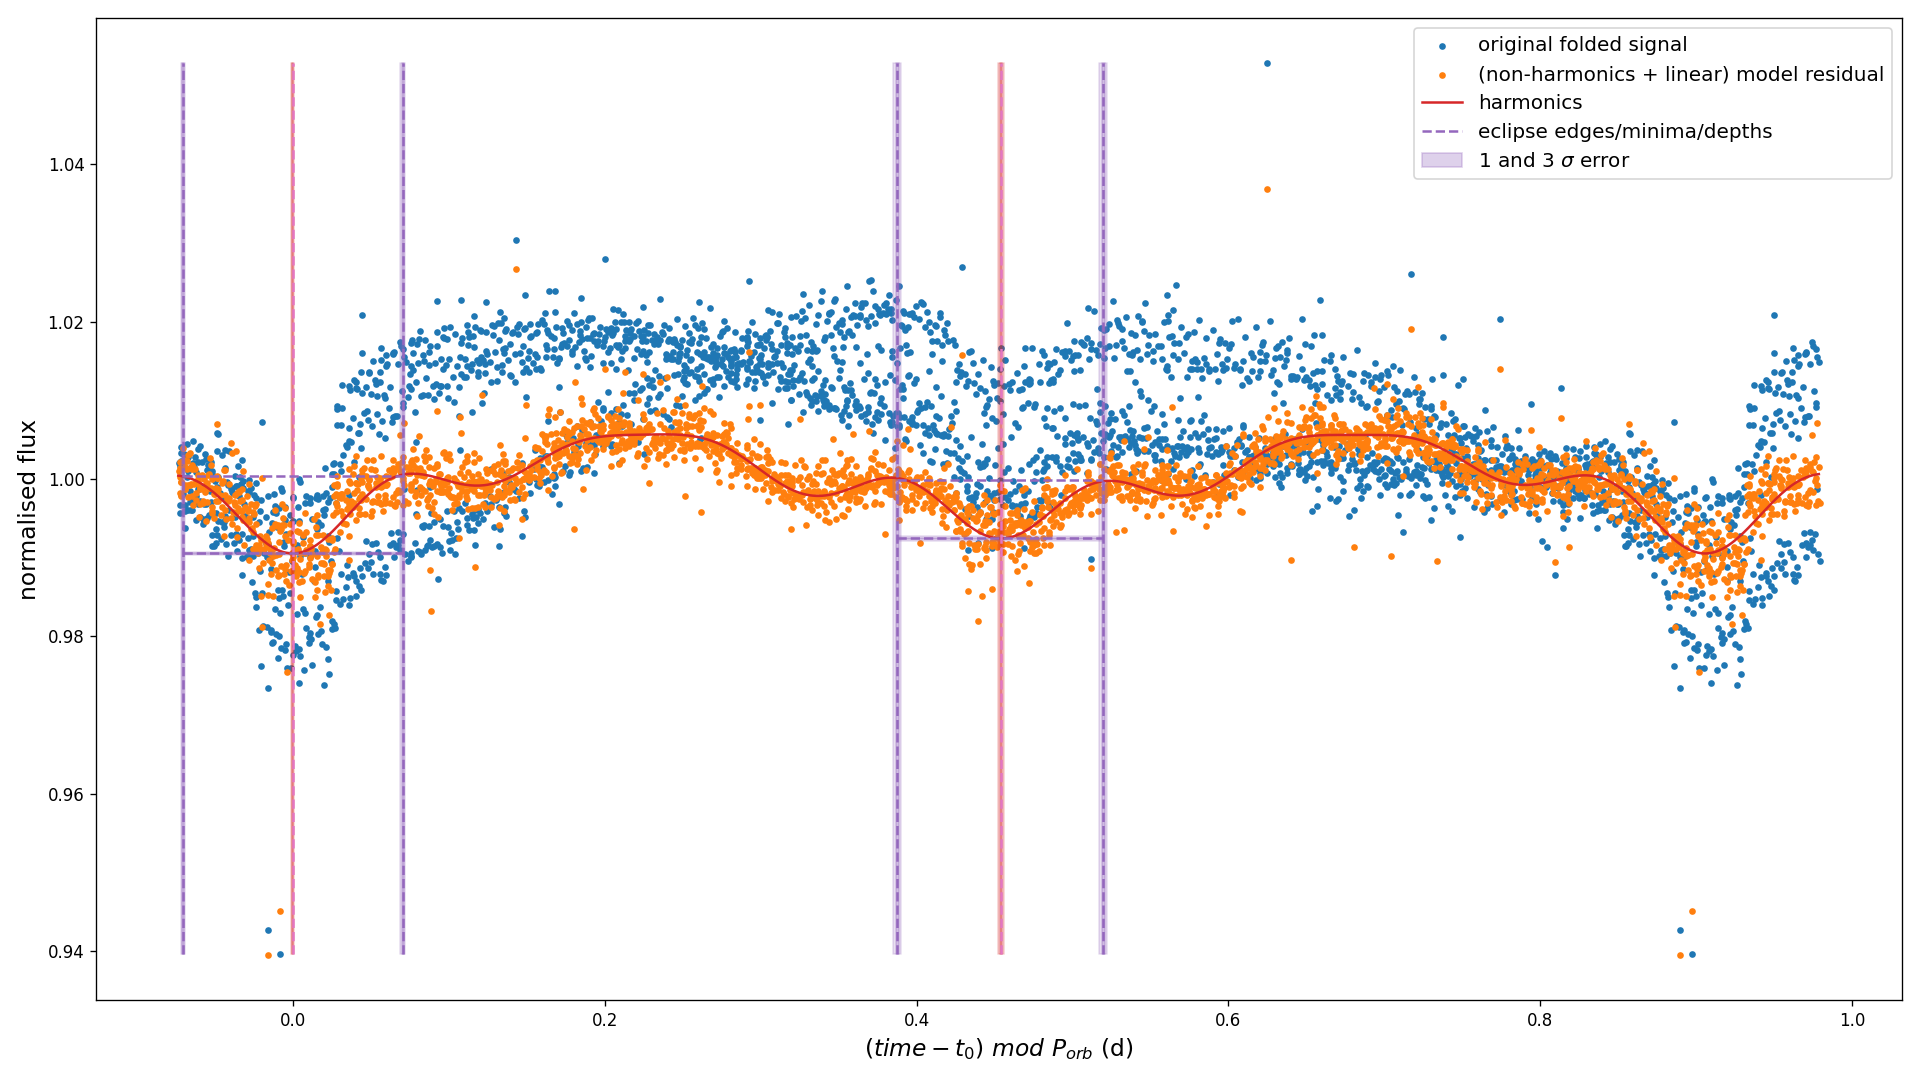 original folded signal
(non-harmonics + linear) model residual
harmonics
eclipse edges/minima/depths
1 and 3 σ error
normalised flux
1.04
1.02
1.00
0.98
0.96
0.94
0.0 0.2 0.4 0.6 0.8 1.0
(time − t₀) mod Pₒᵣᵦ (d)